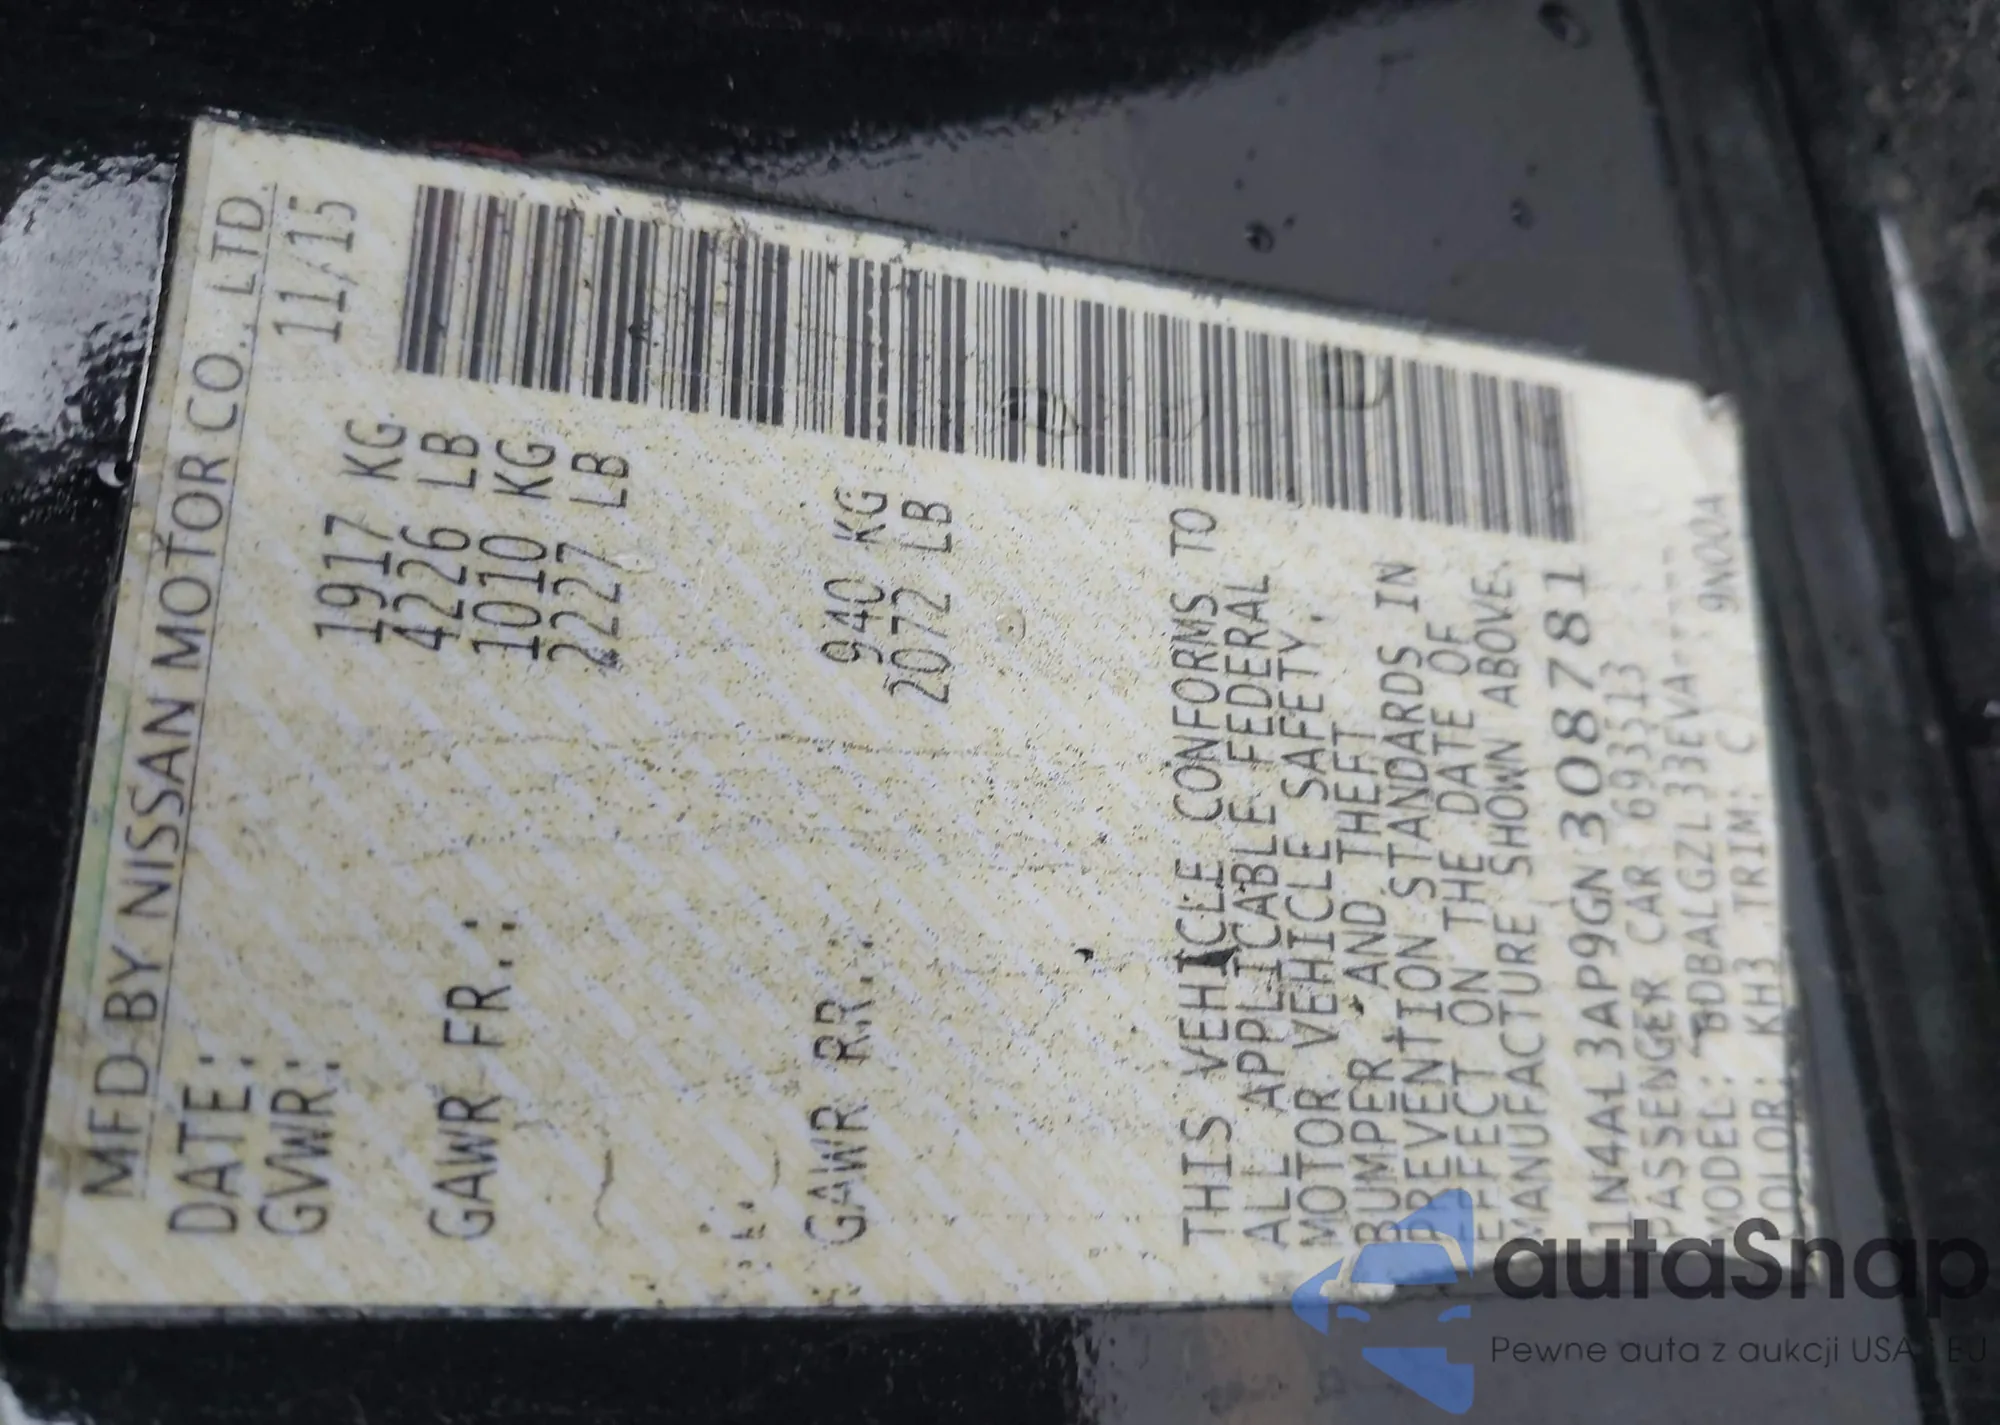 MFD BY NISSAN MOTOR CO., LTD.
DATE: 11/15
GVWR: 1917 KG
4226 LB
GAWR FR.: 1010 KG
2227 LB
GAWR RR.: 940 KG
2072 LB
THIS VEHICLE CONFORMS TO
ALL APPLICABLE FEDERAL
MOTOR VEHICLE SAFETY,
BUMPER, AND THEFT
PREVENTION STANDARDS IN
EFFECT ON THE DATE OF
MANUFACTURE SHOWN ABOVE.
1N4AL3AP9GN308781
PASSENGER CAR 693513
MODEL: BDBALGZL33EVA-----
COLOR: KH3 TRIM: C 9N00A
autaSnap
Pewne auta z aukcji USA i EU